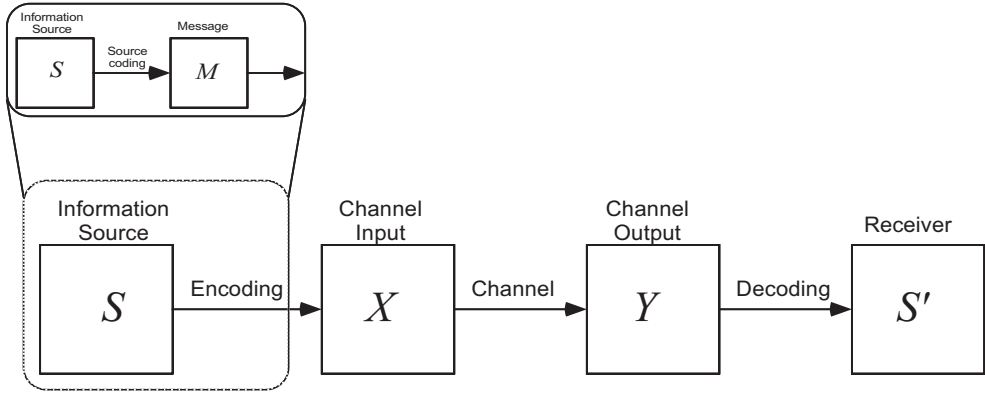 Information
Source
Message
Source
coding
S
M
Information
Source
Channel
Input
Channel
Output
Receiver
Encoding
Channel
Decoding
S
X
Y
S'